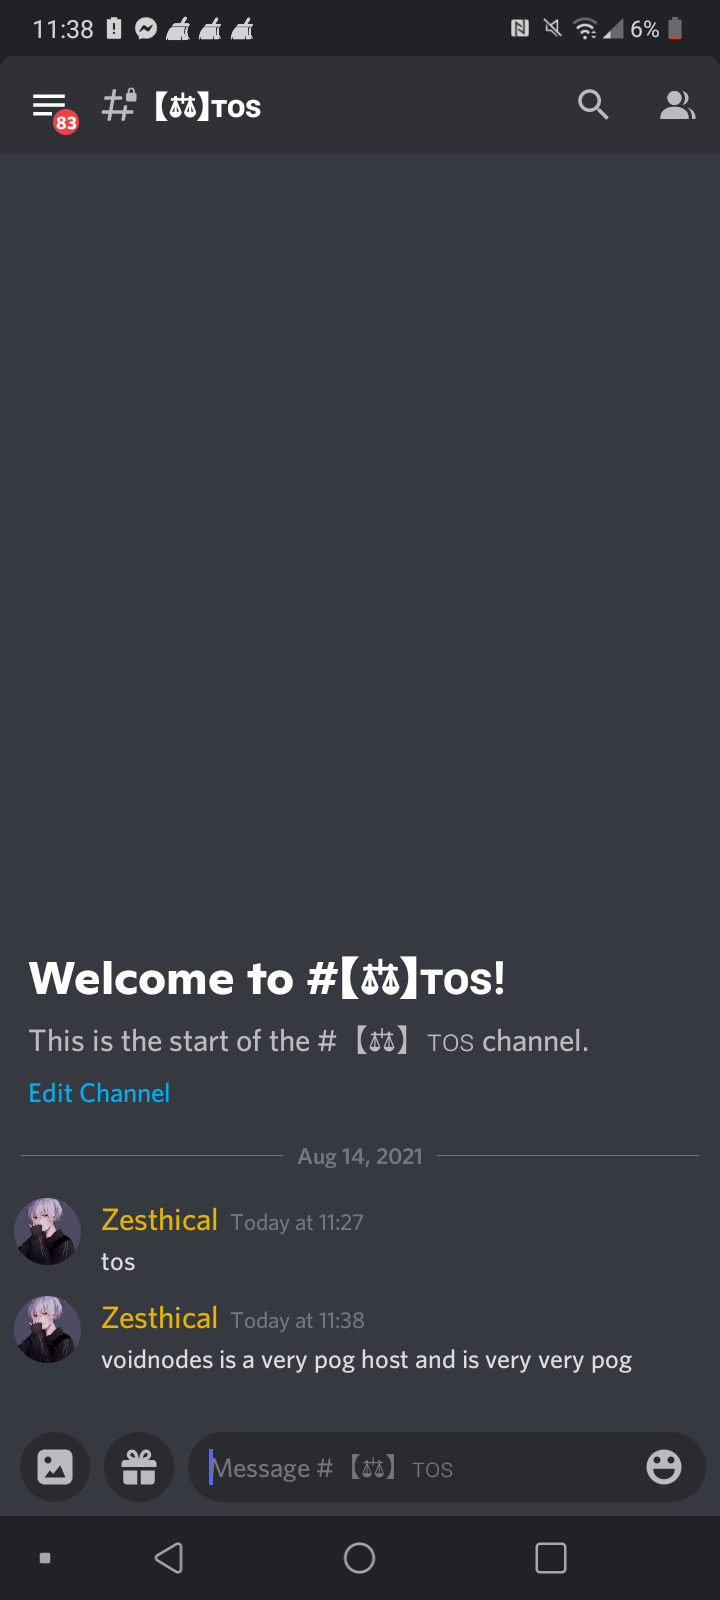 11:38 6%
83 【⚖⚖】TOS
Welcome to #【⚖⚖】TOS!
This is the start of the # 【⚖⚖】 TOS channel.
Edit Channel
Aug 14, 2021
Zesthical Today at 11:27
tos
Zesthical Today at 11:38
voidnodes is a very pog host and is very very pog
Message # 【⚖⚖】 TOS